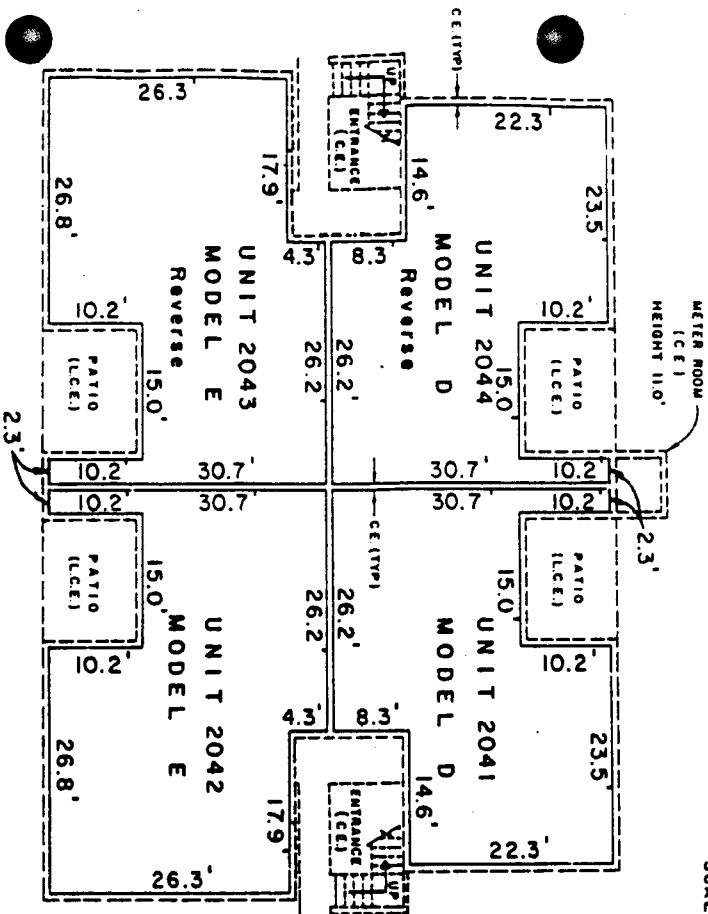 C.E. (TYP)
METER ROOM
(C E)
HEIGHT 11.0'
UP
ENTRANCE
(C.E.)
22.3'
14.6'
23.5'
8.3'
UNIT 2044
MODEL D
Reverse
26.2'
10.2'
15.0'
PATIO
(L.C.E.)
10.2'
30.7'
2.3'
26.3'
17.9'
26.8'
4.3'
UNIT 2043
MODEL E
Reverse
26.2'
10.2'
15.0'
PATIO
(L.C.E.)
10.2'
30.7'
2.3'
C E (TYP)
30.7'
10.2'
PATIO
(L.C.E.)
15.0'
10.2'
26.2'
UNIT 2041
MODEL D
8.3'
14.6'
23.5'
22.3'
ENTRANCE
(C.E.)
UP
30.7'
10.2'
PATIO
(L.C.E.)
15.0'
10.2'
26.2'
UNIT 2042
MODEL E
4.3'
17.9'
26.8'
26.3'